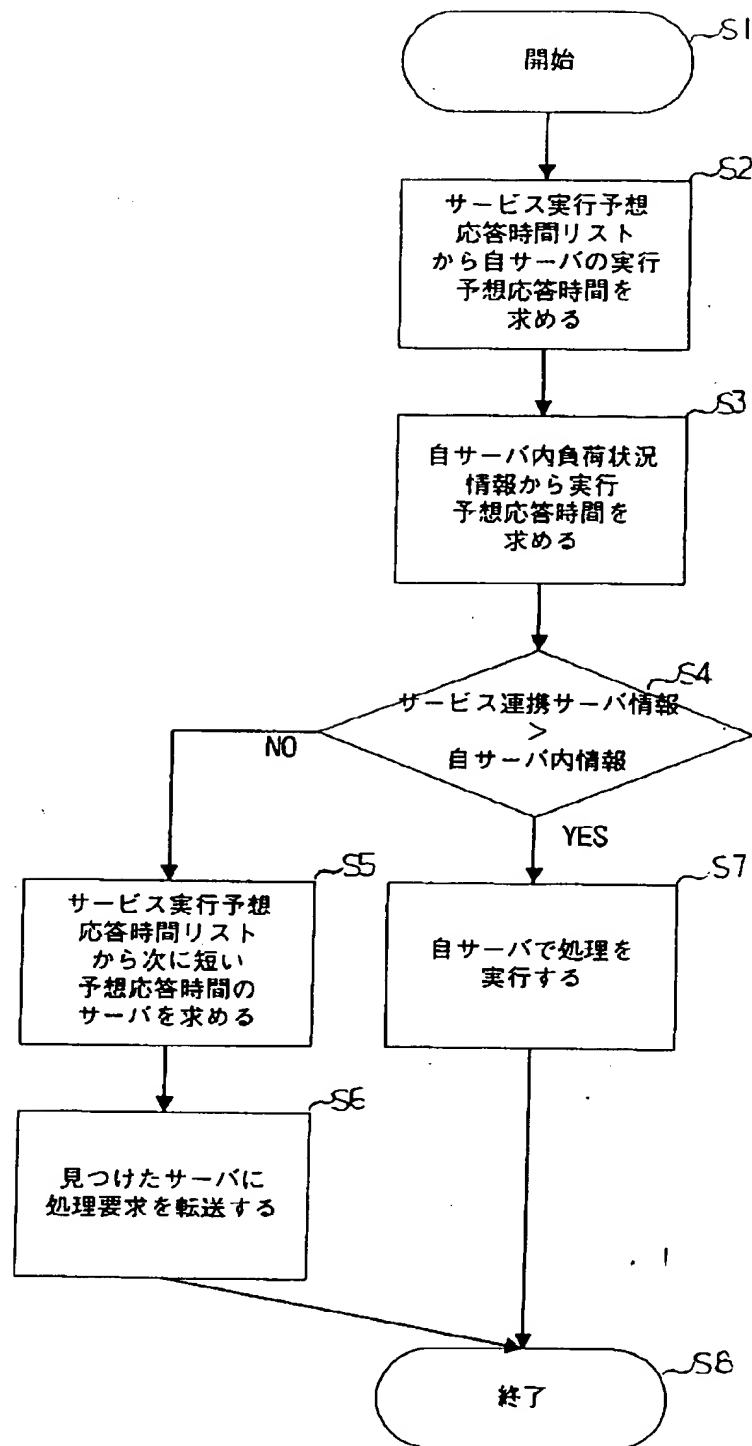 S1
開始
S2
サービス実行予想
応答時間リスト
から自サーバの実行
予想応答時間を
求める
S3
自サーバ内負荷状況
情報から実行
予想応答時間を
求める
S4
サービス連携サーバ情報
>
自サーバ内情報
NO
YES
S5
サービス実行予想
応答時間リスト
から次に短い
予想応答時間の
サーバを求める
S7
自サーバで処理を
実行する
S6
見つけたサーバに
処理要求を転送する
S8
終了